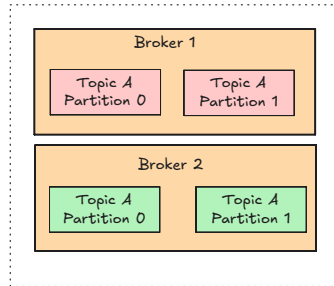 Broker 1
Topic A
Partition 0
Topic A
Partition 1
Broker 2
Topic A
Partition 0
Topic A
Partition 1